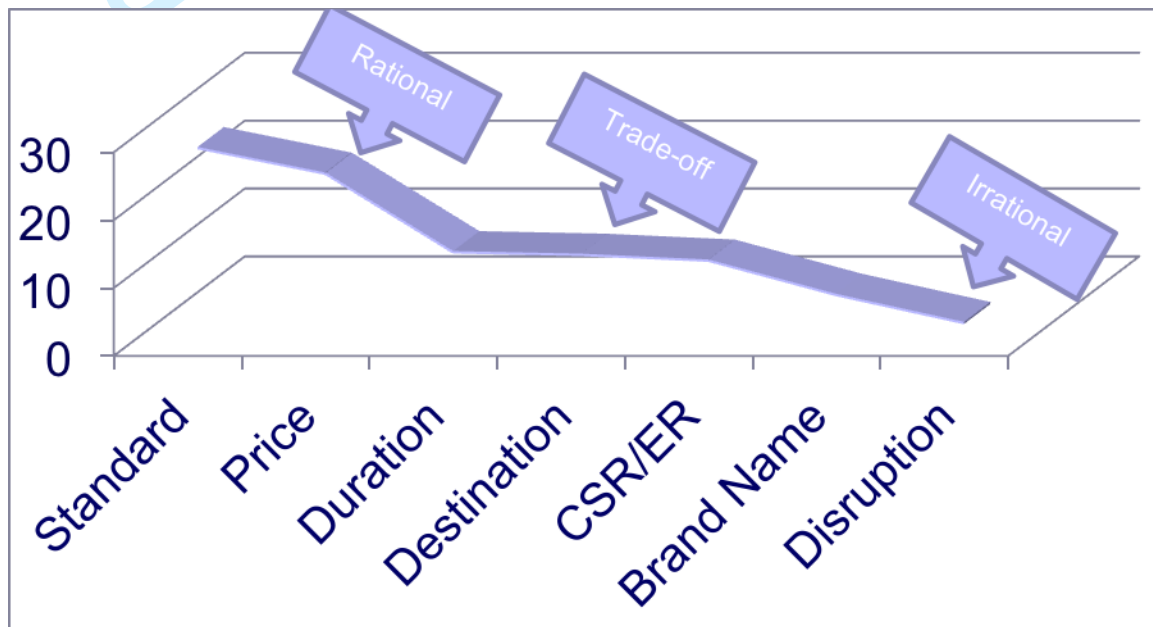 Rational
Trade-off
Irrational
30
20
10
0
Standard
Price
Duration
Destination
CSR/ER
Brand Name
Disruption